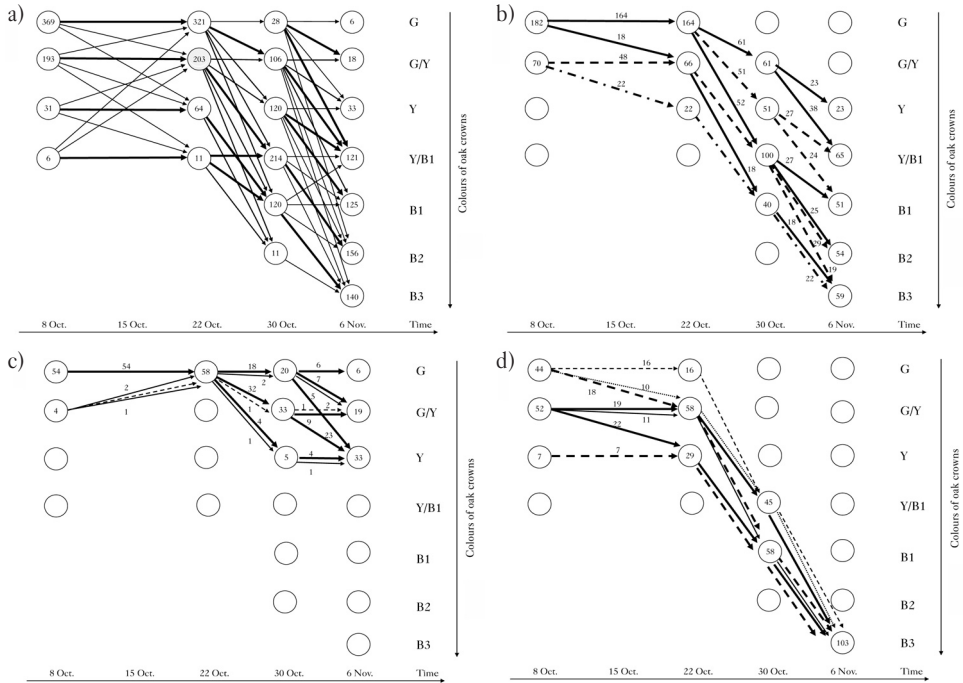 a)
369 321 28 6 G
193 203 106 18 G/Y
31 64 120 33 Y
6 11 214 121 Y/B1
120 125 B1
11 156 B2
140 B3
8 Oct. 15 Oct. 22 Oct. 30 Oct. 6 Nov. Time
Colours of oak crowns
b)
182 164 164 G
18 61
70 48 66 61 G/Y
22 51 23
52 38
22 51 27 23 Y
24
18 100 27 65 Y/B1
40 18 25 51 B1
29 54 B2
22 19
59 B3
8 Oct. 15 Oct. 22 Oct. 30 Oct. 6 Nov. Time
Colours of oak crowns
c)
54 54 58 18 20 6 6 G
2 2 7
32 5
4 1 1 33 1 2 19 G/Y
4 9
1 23
5 4 33 Y
1
Y/B1
B1
B2
B3
8 Oct. 15 Oct. 22 Oct. 30 Oct. 6 Nov. Time
Colours of oak crowns
d)
44 16 16 G
18 10
52 19 58 G/Y
11
22
7 7 29 Y
45 Y/B1
58 B1
B2
103 B3
8 Oct. 15 Oct. 22 Oct. 30 Oct. 6 Nov. Time
Colours of oak crowns